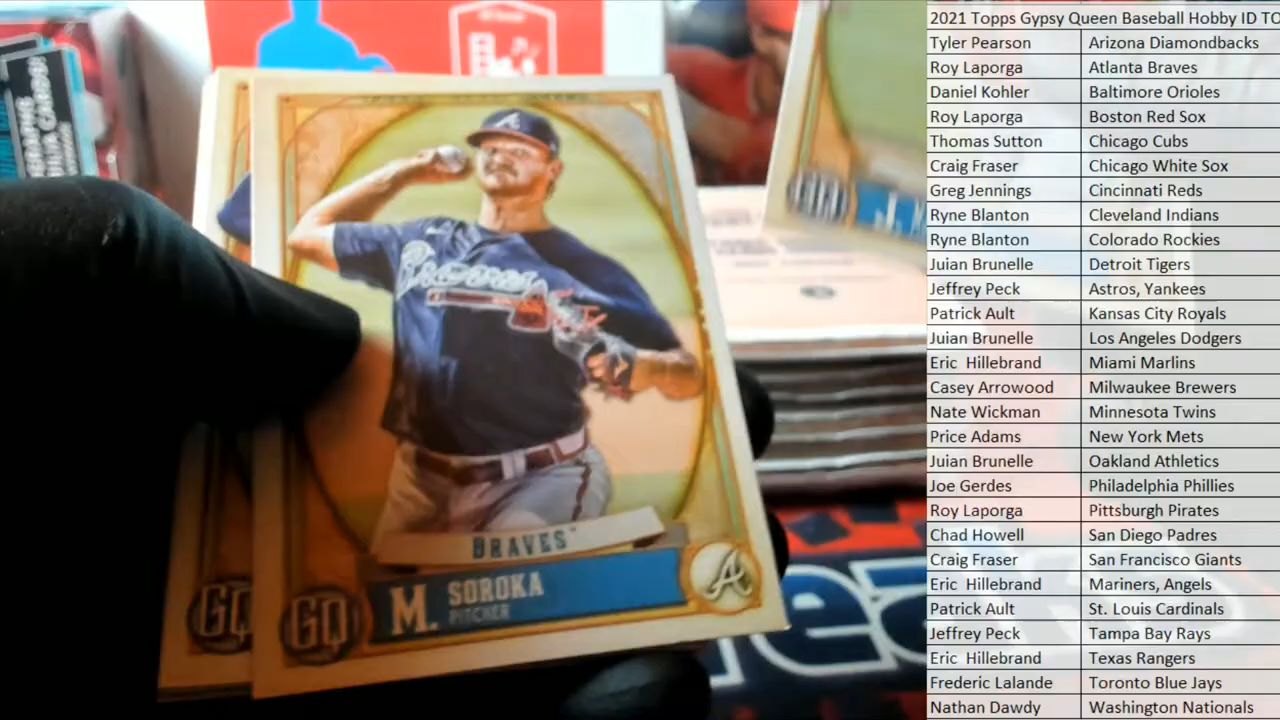 2021 Topps Gypsy Queen Baseball Hobby ID TO
Tyler Pearson Arizona Diamondbacks
Roy Laporga Atlanta Braves
Daniel Kohler Baltimore Orioles
Roy Laporga Boston Red Sox
Thomas Sutton Chicago Cubs
Craig Fraser Chicago White Sox
Greg Jennings Cincinnati Reds
Ryne Blanton Cleveland Indians
Ryne Blanton Colorado Rockies
Juian Brunelle Detroit Tigers
Jeffrey Peck Astros, Yankees
Patrick Ault Kansas City Royals
Juian Brunelle Los Angeles Dodgers
Eric Hillebrand Miami Marlins
Casey Arrowood Milwaukee Brewers
Nate Wickman Minnesota Twins
Price Adams New York Mets
Juian Brunelle Oakland Athletics
Joe Gerdes Philadelphia Phillies
Roy Laporga Pittsburgh Pirates
Chad Howell San Diego Padres
Craig Fraser San Francisco Giants
Eric Hillebrand Mariners, Angels
Patrick Ault St. Louis Cardinals
Jeffrey Peck Tampa Bay Rays
Eric Hillebrand Texas Rangers
Frederic Lalande Toronto Blue Jays
Nathan Dawdy Washington Nationals
Braves
BRAVES
M. SOROKA
PITCHER
GQ
GQ
A
J.